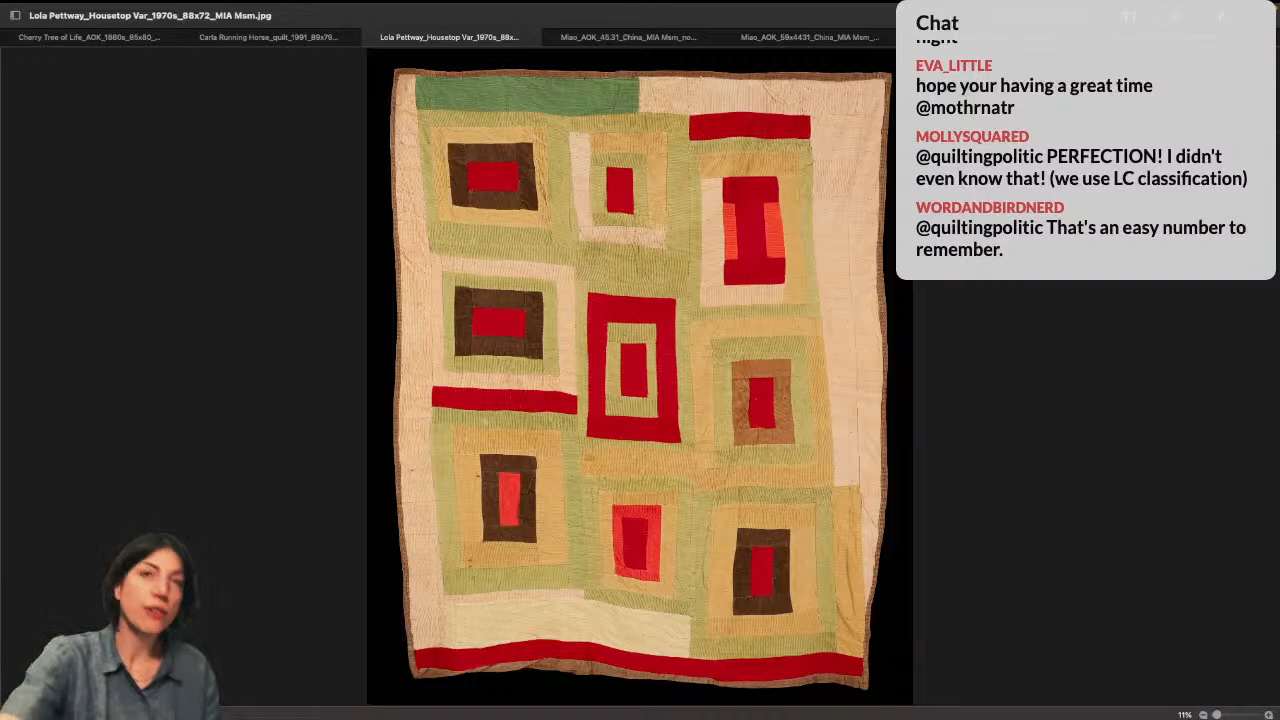 Lola Pettway_Housetop Var_1970s_88x72_MIA Msm.jpg
Cherry Tree of Life_AOK_1860s_85x80_...
Carla Running Horse_quilt_1991_89x79...
Lola Pettway_Housetop Var_1970s_88x...
Miao_AOK_45.31_China_MIA Msm_no...
Miao_AOK_59x4431_China_MIA Msm_...
Chat
night
EVA_LITTLE
hope your having a great time
@mothrnatr
MOLLYSQUARED
@quiltingpolitic PERFECTION! I didn't
even know that! (we use LC classification)
WORDANDBIRDNERD
@quiltingpolitic That's an easy number to
remember.
11%